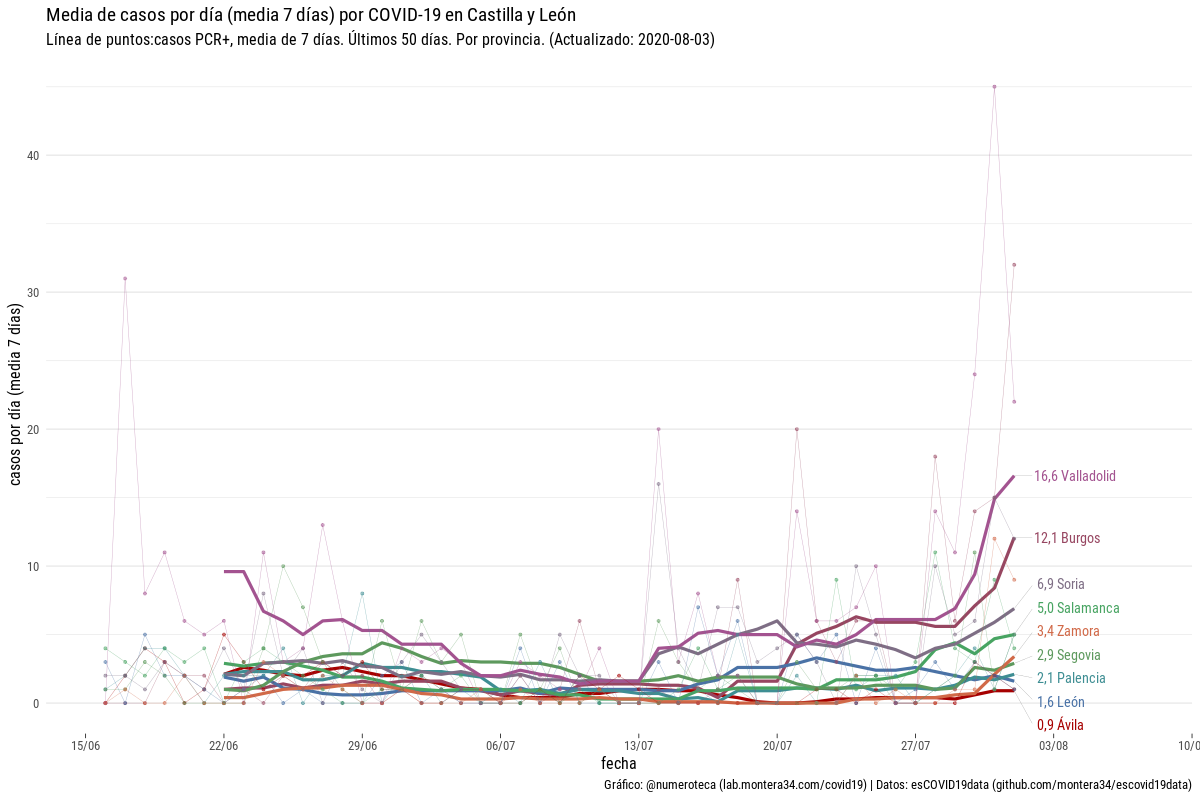 Media de casos por día (media 7 días) por COVID-19 en Castilla y León
Línea de puntos:casos PCR+, media de 7 días. Últimos 50 días. Por provincia. (Actualizado: 2020-08-03)
casos por día (media 7 días)
40
30
20
10
0
16,6 Valladolid
12,1 Burgos
6,9 Soria
5,0 Salamanca
3,4 Zamora
2,9 Segovia
2,1 Palencia
1,6 León
0,9 Ávila
15/06 22/06 29/06 06/07 13/07 20/07 27/07 03/08 10/0
fecha
Gráfico: @numeroteca (lab.montera34.com/covid19) | Datos: esCOVID19data (github.com/montera34/escovid19data)